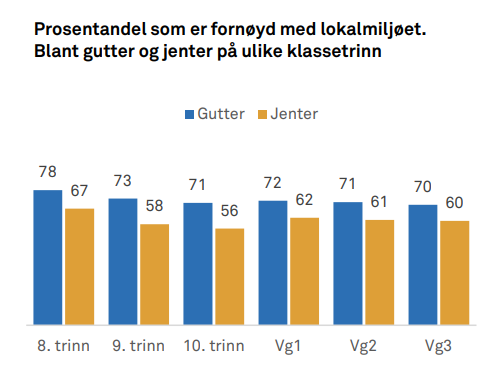 Prosentandel som er fornøyd med lokalmiljøet.
Blant gutter og jenter på ulike klassetrinn
Gutter Jenter
78 67 73 58 71 56 72 62 71 61 70 60
8. trinn 9. trinn 10. trinn Vg1 Vg2 Vg3